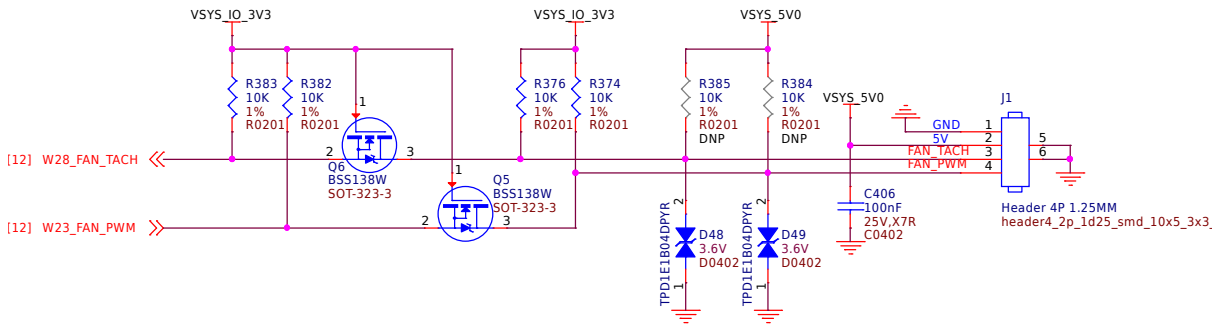 VSYS_IO_3V3
VSYS_IO_3V3
VSYS_5V0
R383
10K
1%
R0201
R382
10K
1%
R0201
R376
10K
1%
R0201
R374
10K
1%
R0201
R385
10K
1%
R0201
DNP
R384
10K
1%
R0201
DNP
VSYS_5V0
J1
1
GND 1
5V 2
FAN_TACH 3
FAN_PWM 4
5
6
[12] W28_FAN_TACH
2
3
Q6
BSS138W
SOT-323-3
1
Q5
BSS138W
SOT-323-3
[12] W23_FAN_PWM
2
3
TPD1E1B04DPYR
2
D48
3.6V
D0402
1
TPD1E1B04DPYR
2
D49
3.6V
D0402
1
C406
100nF
25V,X7R
C0402
Header 4P 1.25MM
header4_2p_1d25_smd_10x5_3x3_